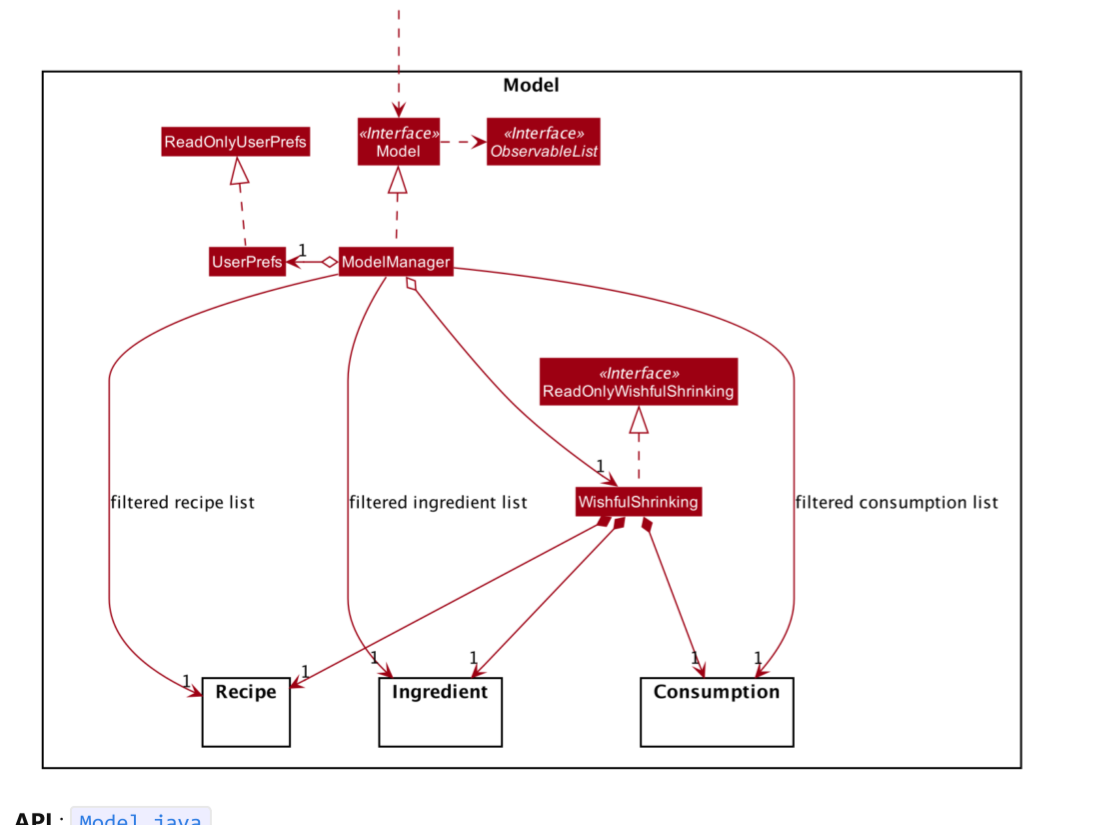 Model
ReadOnlyUserPrefs
«Interface»
Model
«Interface»
ObservableList
1
UserPrefs
ModelManager
«Interface»
ReadOnlyWishfulShrinking
1
WishfulShrinking
filtered recipe list
filtered ingredient list
filtered consumption list
1
1
1
1
1
1
Recipe
Ingredient
Consumption
API : Model.java